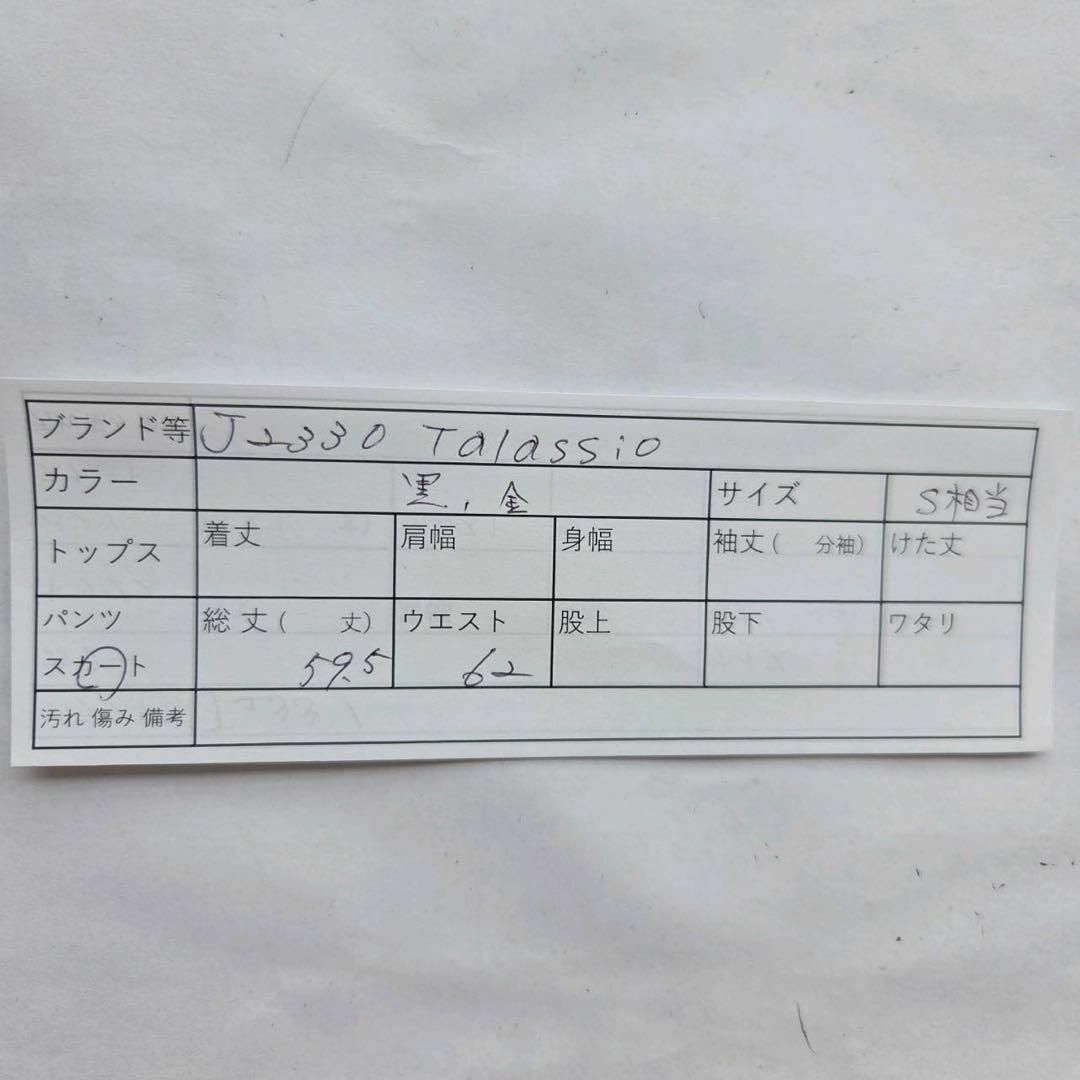 ブランド等 J2330 Talassio
カラー 黒, 金 サイズ S相当
トップス 着丈 肩幅 身幅 袖丈( 分袖) けた丈
パンツ 総丈( 丈) ウエスト 股上 股下 ワタリ
スカート 59.5 62
汚れ 傷み 備考